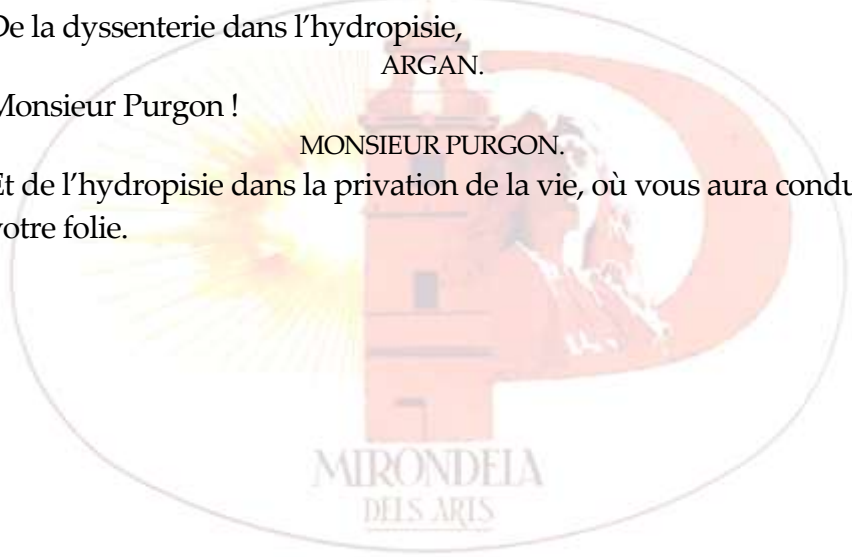 De la dyssenterie dans l’hydropisie,
ARGAN.
Monsieur Purgon !
MONSIEUR PURGON.
Et de l’hydropisie dans la privation de la vie, où vous aura condu
votre folie.
MIRONDELA
DELS ARTS